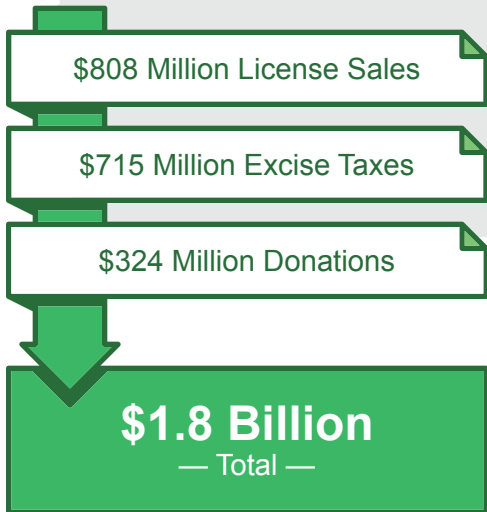 $808 Million License Sales
$715 Million Excise Taxes
$324 Million Donations
$1.8 Billion
— Total —